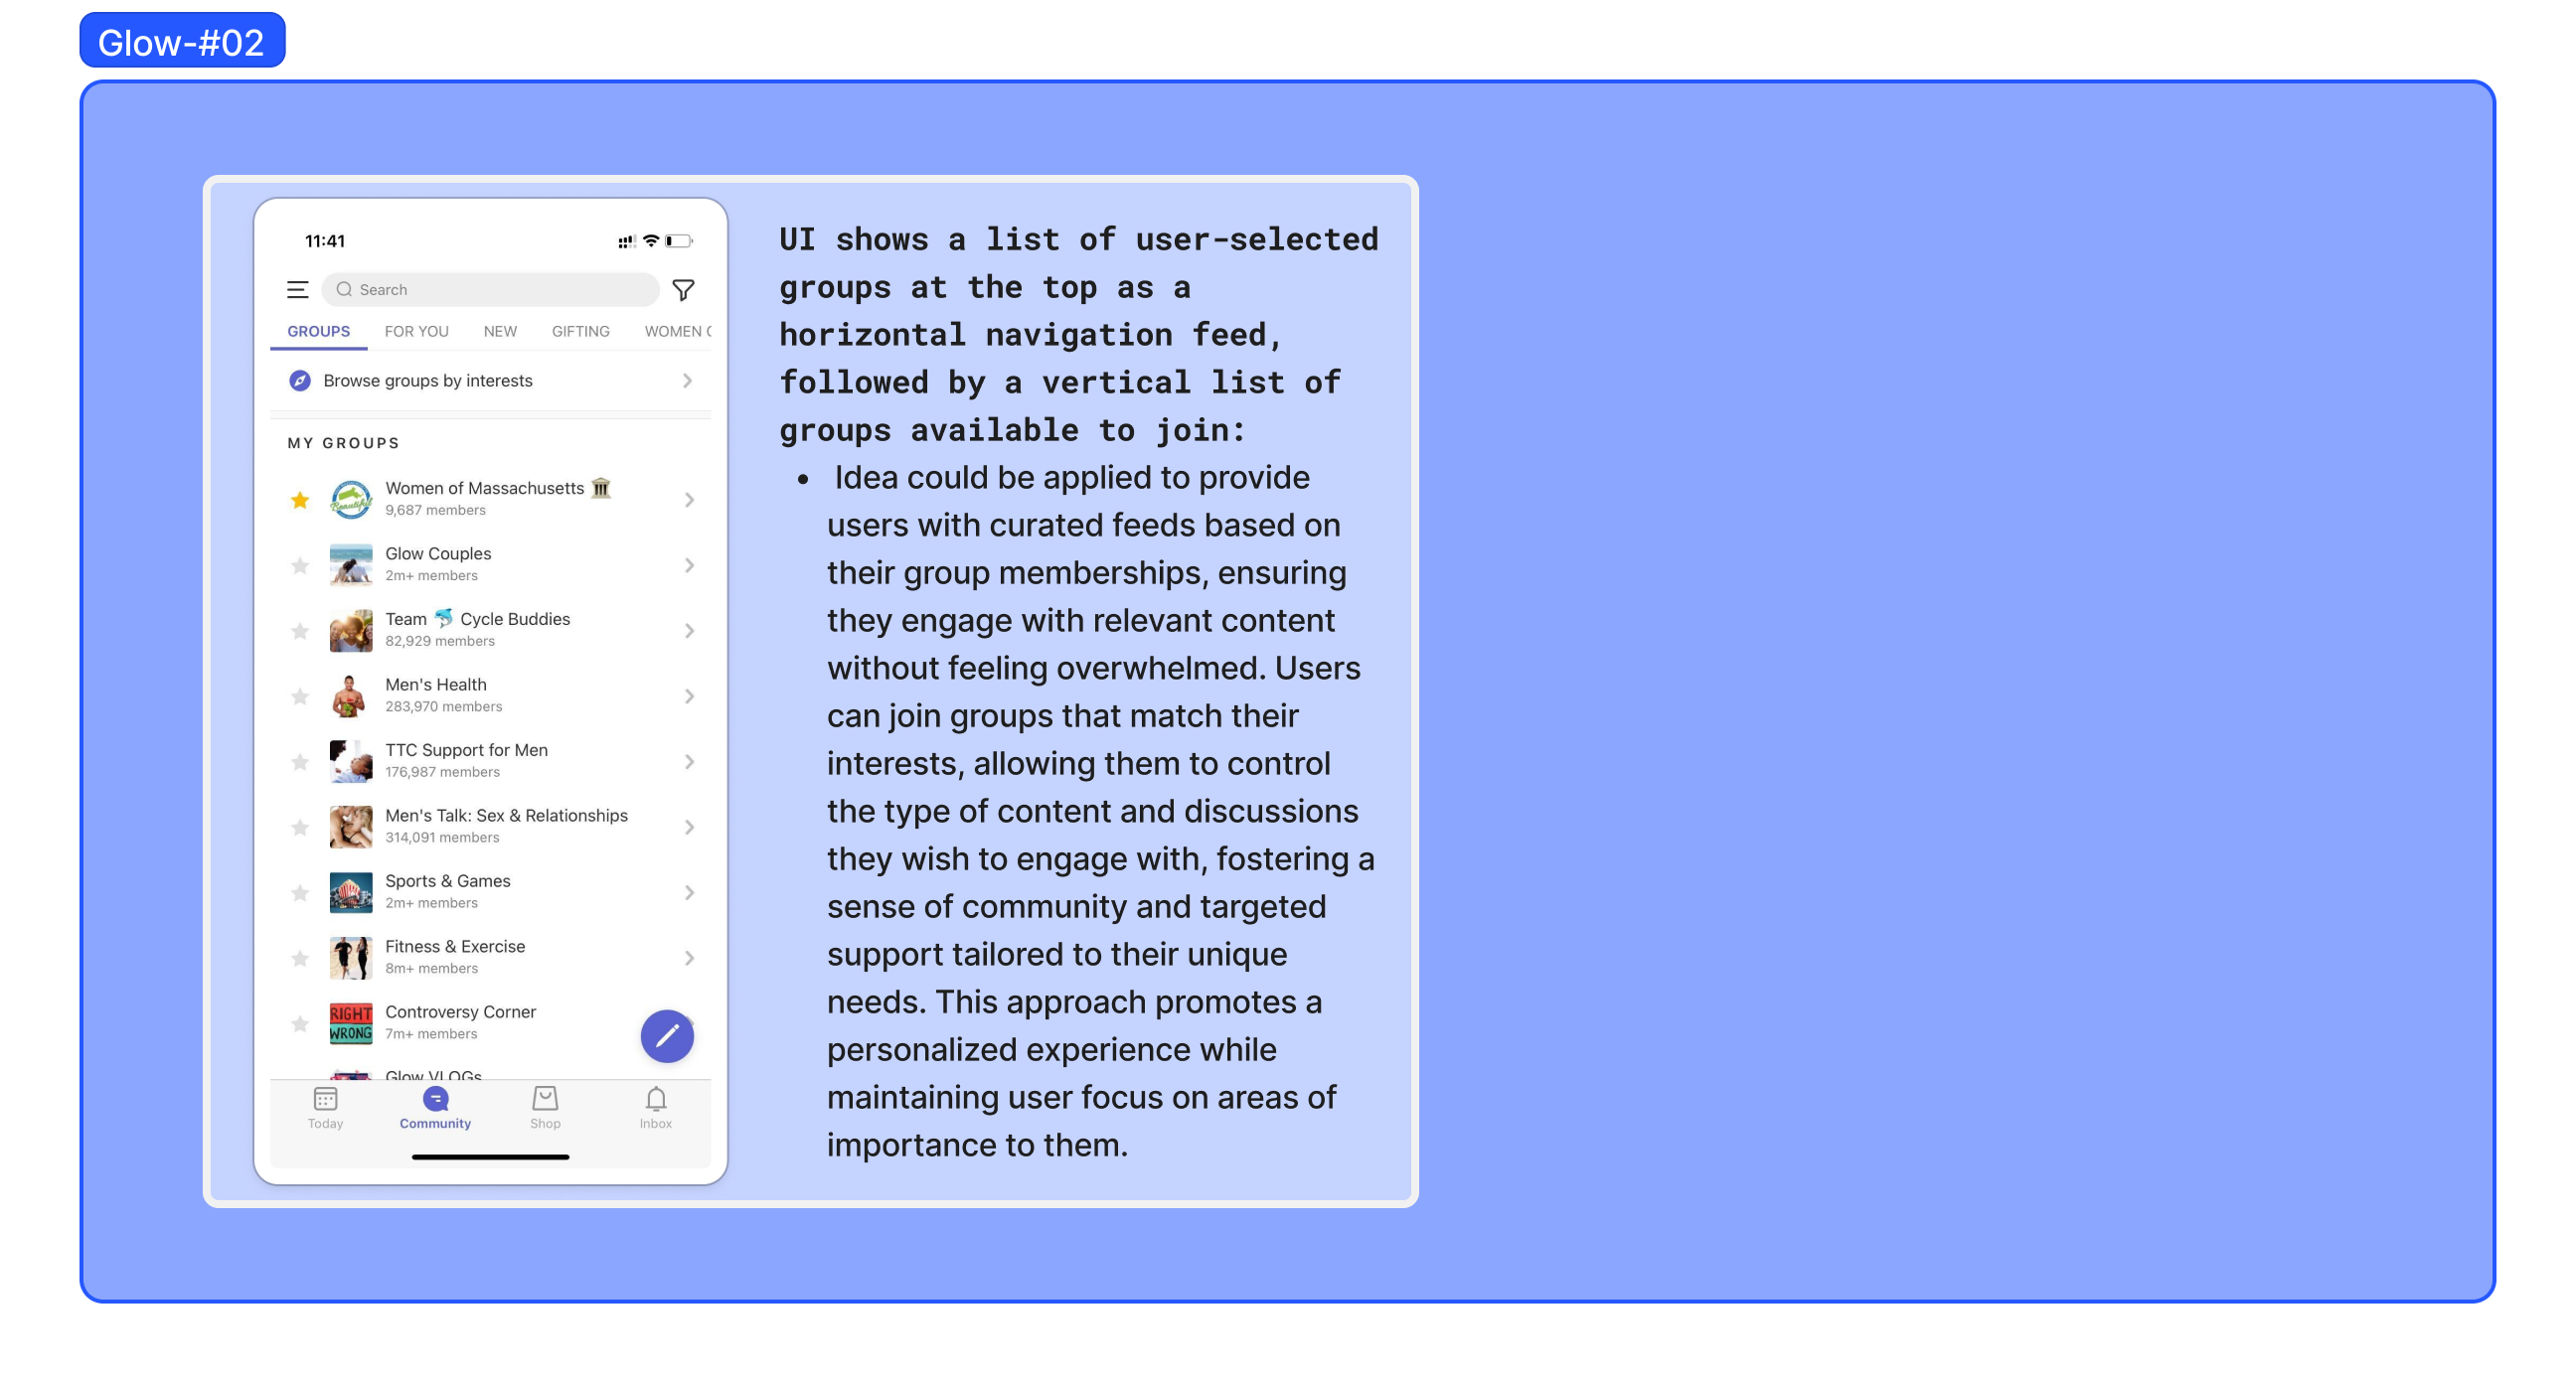 Glow-#02
11:41
Search
GROUPS FOR YOU NEW GIFTING WOMEN
Browse groups by interests
MY GROUPS
Women of Massachusetts 🏛️
9,687 members
Glow Couples
2m+ members
Team 🐬 Cycle Buddies
82,929 members
Men's Health
283,970 members
TTC Support for Men
176,987 members
Men's Talk: Sex & Relationships
314,091 members
Sports & Games
2m+ members
Fitness & Exercise
8m+ members
RIGHT
WRONG
Controversy Corner
7m+ members
Glow VLOGs
Today Community Shop Inbox
UI shows a list of user-selected
groups at the top as a
horizontal navigation feed,
followed by a vertical list of
groups available to join:
• Idea could be applied to provide
users with curated feeds based on
their group memberships, ensuring
they engage with relevant content
without feeling overwhelmed. Users
can join groups that match their
interests, allowing them to control
the type of content and discussions
they wish to engage with, fostering a
sense of community and targeted
support tailored to their unique
needs. This approach promotes a
personalized experience while
maintaining user focus on areas of
importance to them.